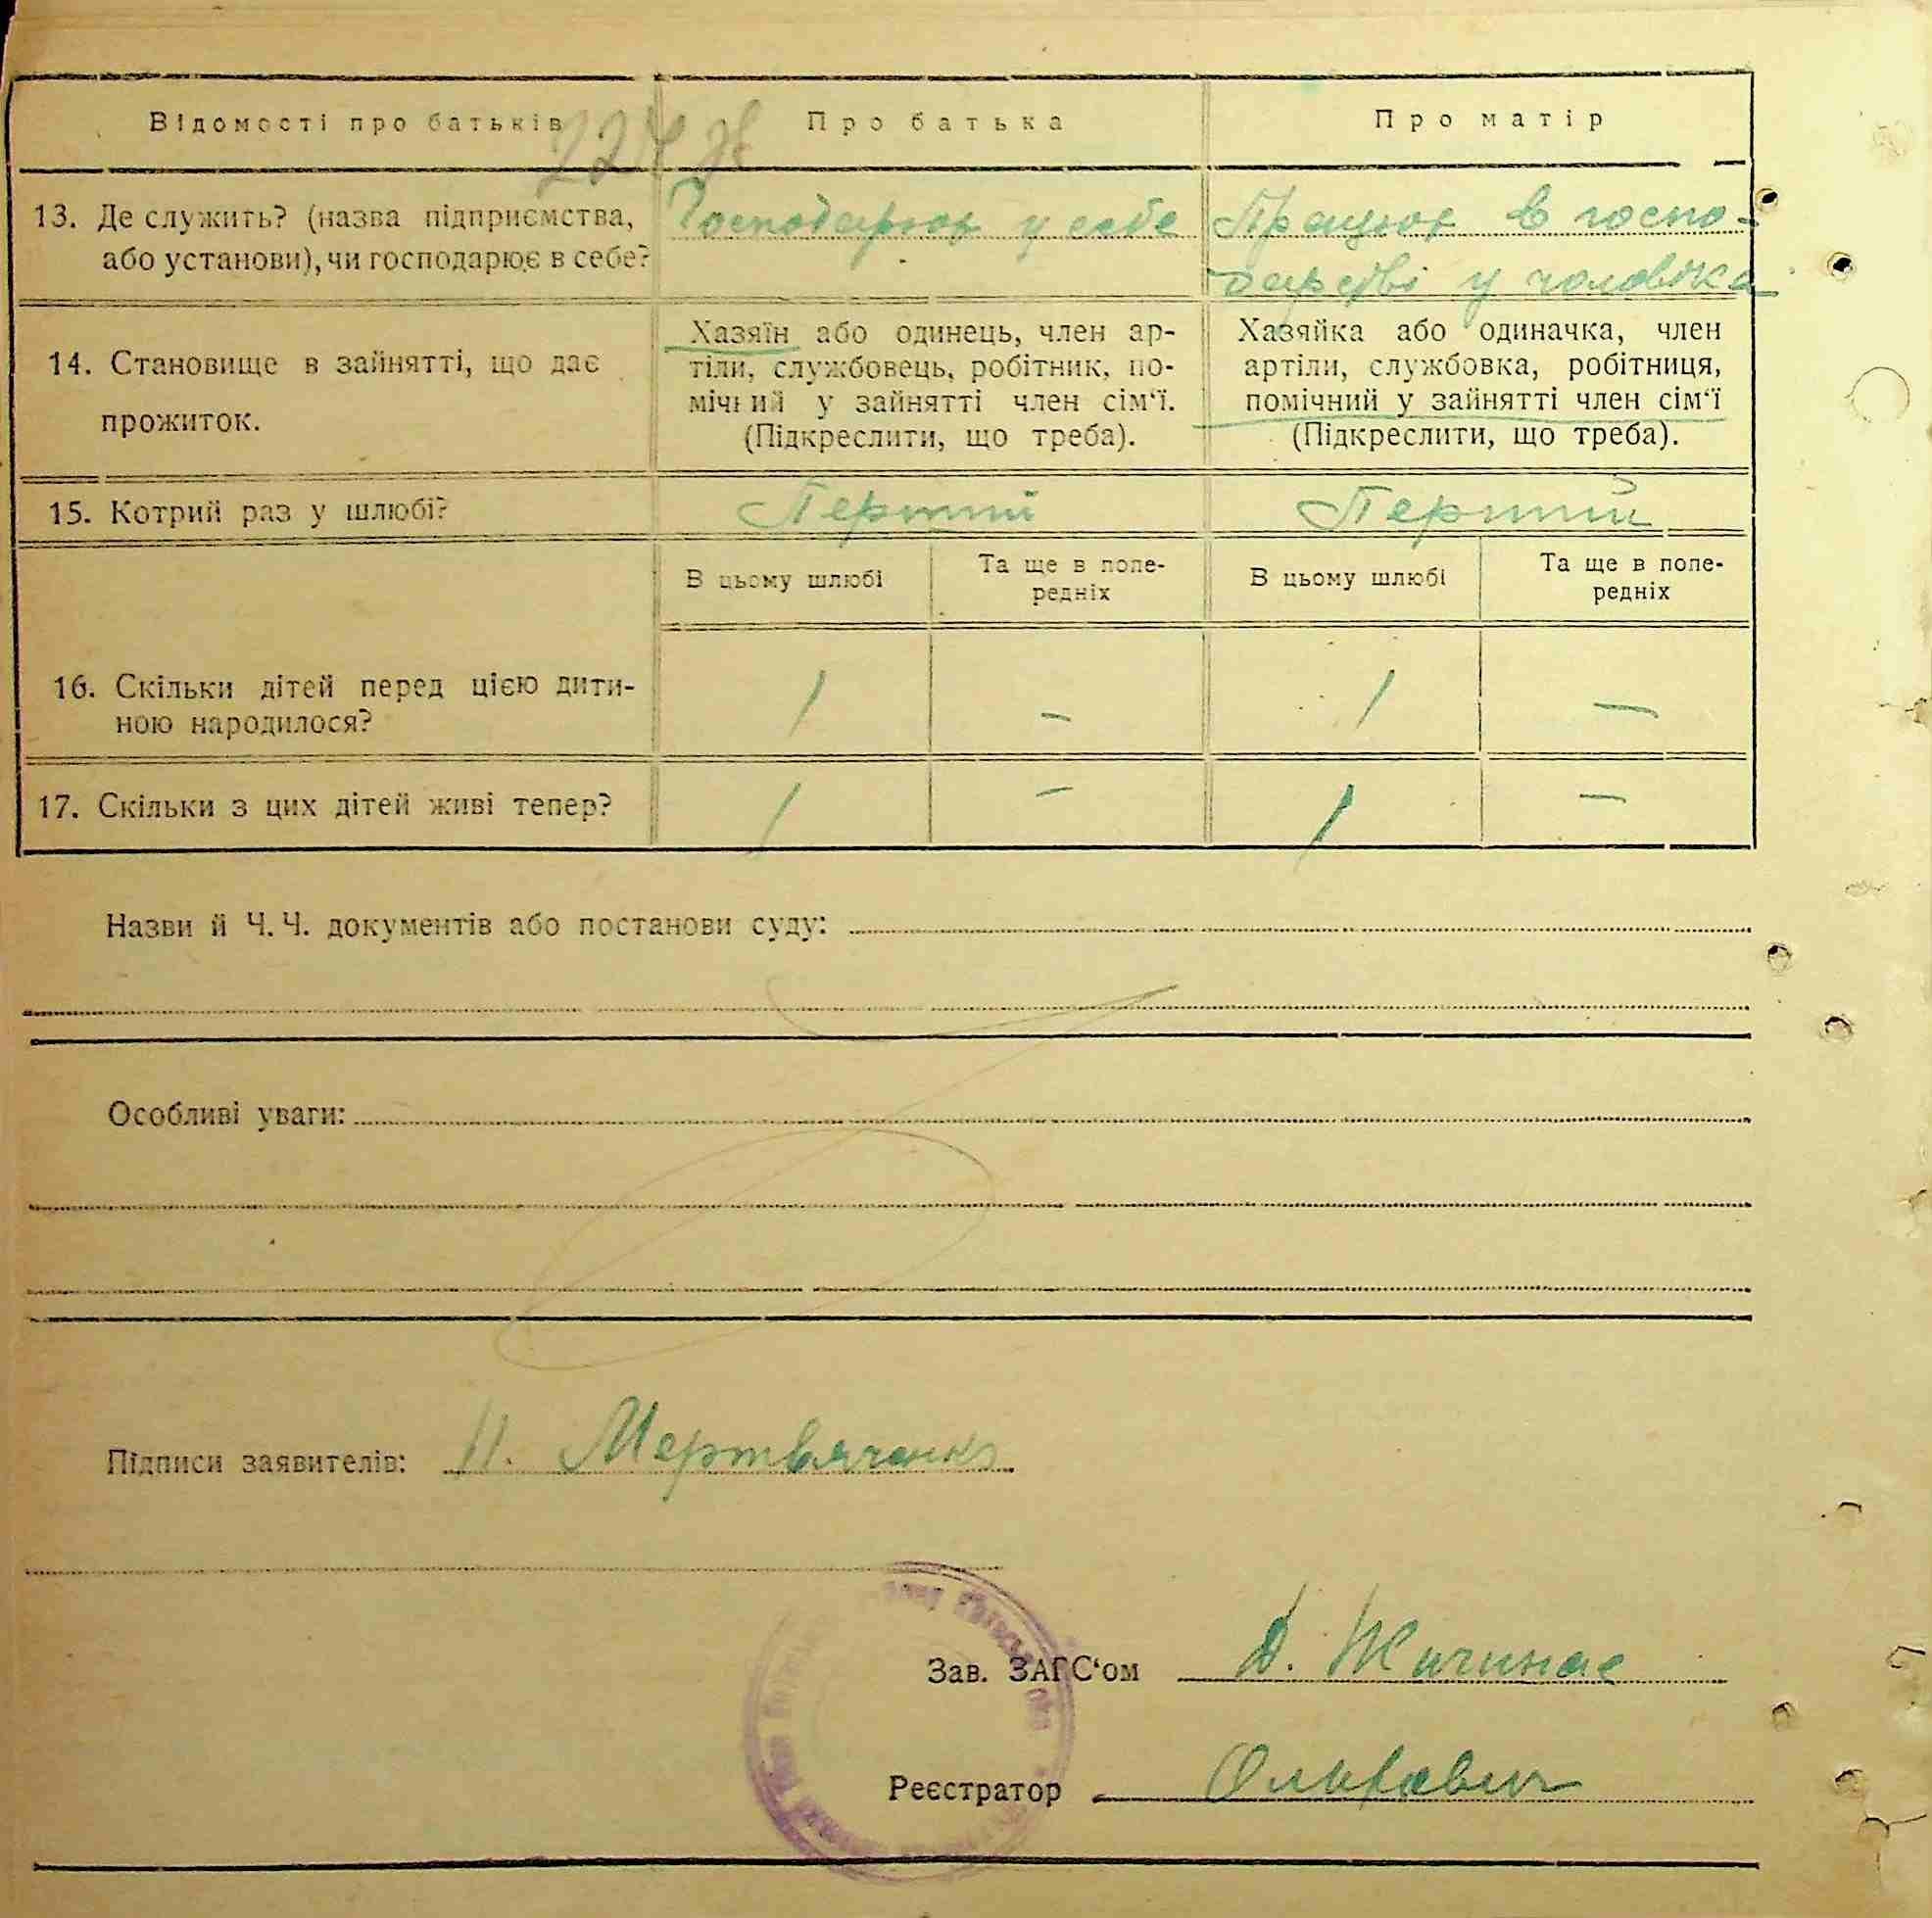 Відомості про батьків
Про батька
Про матір
13. Де служить? (назва підприємства, або установи), чи господарює в себе?
Господарює у себе
Працює в госпо-
дарстві у чоловіка
14. Становище в зайнятті, що дає
прожиток.
Хазяїн або одинець, член ар-
тіли, службовець, робітник, по-
мічний у зайнятті член сім‘ї.
(Підкреслити, що треба).
Хазяйка або одиначка, член
артіли, службовка, робітниця,
помічний у зайнятті член сім‘ї
(Підкреслити, що треба).
15. Котрий раз у шлюбі?
Перший
Перший
В цьому шлюбі
Та ще в попе-
редніх
В цьому шлюбі
Та ще в попе-
редніх
16. Скільки дітей перед цією дити-
ною народилося?
1
–
1
–
17. Скільки з цих дітей живі тепер?
1
–
1
–
Назви й Ч. Ч. документів або постанови суду:
Особливі уваги:
Підписи заявителів:
Мертвяченко
Зав. ЗАГС‘ом
Д.
Реєстратор